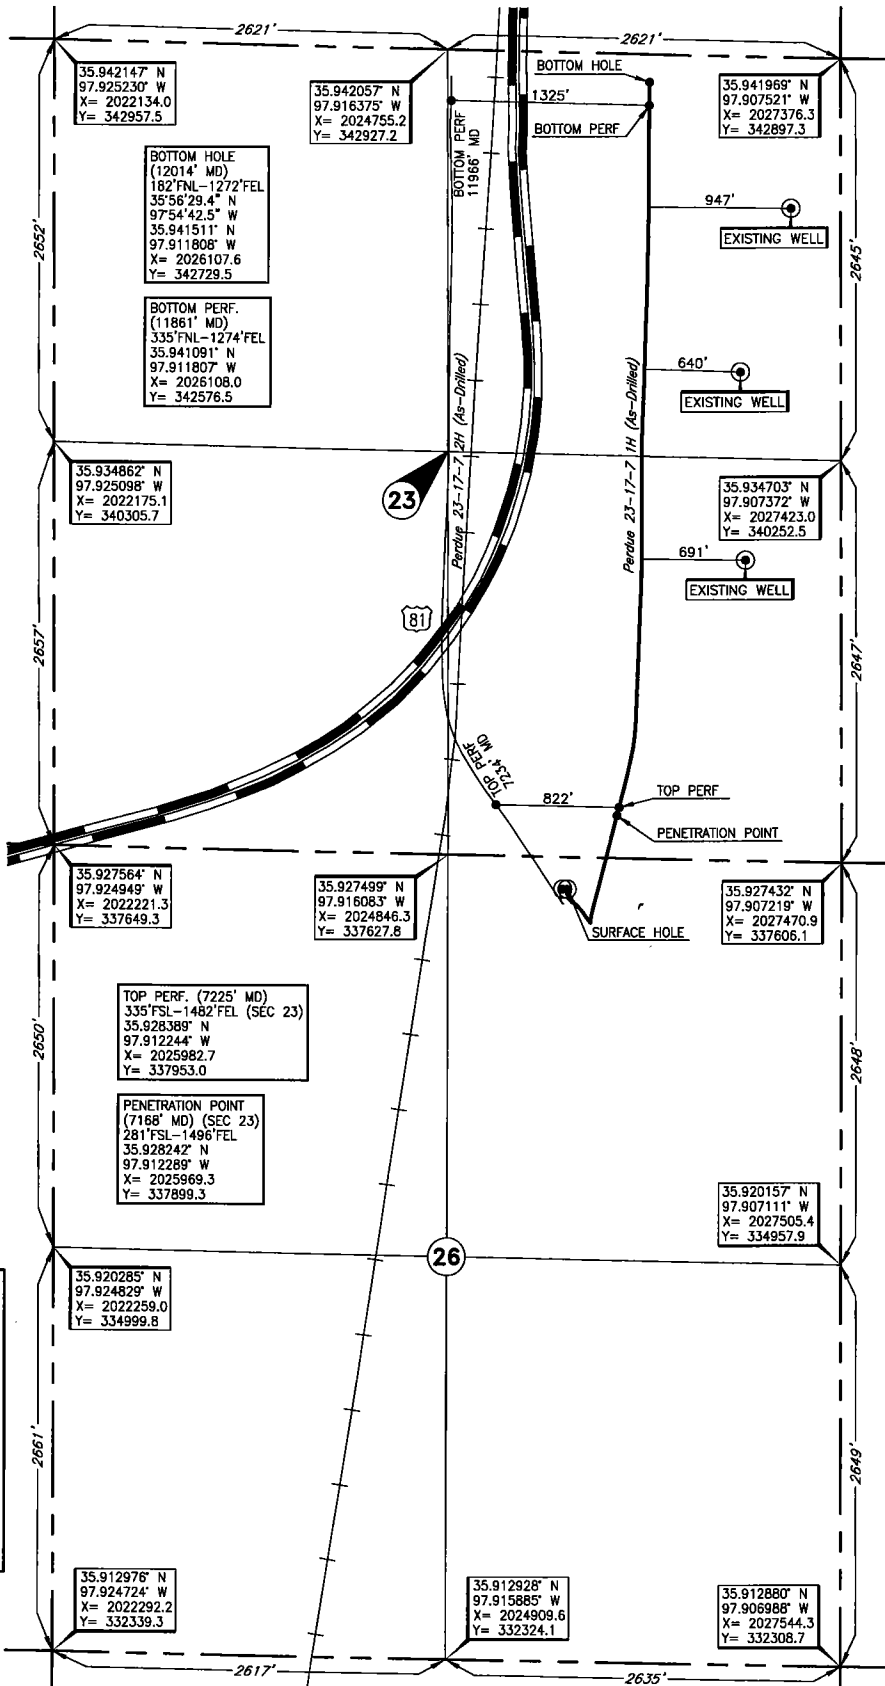 2621'
2621'
35.942147° N
97.925230° W
X= 2022134.0
Y= 342957.5
35.942057° N
97.916375° W
X= 2024755.2
Y= 342927.2
BOTTOM HOLE
1325'
BOTTOM PERF
35.941969° N
97.907521° W
X= 2027376.3
Y= 342897.3
BOTTOM PERF
11966' MD
BOTTOM HOLE
(12014' MD)
182'FNL-1272'FEL
35°56'29.4" N
97°54'42.5" W
35.941511° N
97.911808° W
X= 2026107.6
Y= 342729.5
947'
EXISTING WELL
2652'
2645'
BOTTOM PERF.
(11861' MD)
335'FNL-1274'FEL
35.941091° N
97.911807° W
X= 2026108.0
Y= 342576.5
640'
EXISTING WELL
Perdue 23-17-7 2H (As-Drilled)
Perdue 23-17-7 1H (As-Drilled)
35.934862° N
97.925098° W
X= 2022175.1
Y= 340305.7
23
35.934703° N
97.907372° W
X= 2027423.0
Y= 340252.5
691'
EXISTING WELL
81
2657'
2647'
TOP PERF
7234' MD
822'
TOP PERF
PENETRATION POINT
35.927564° N
97.924949° W
X= 2022221.3
Y= 337649.3
35.927499° N
97.916083° W
X= 2024846.3
Y= 337627.8
SURFACE HOLE
35.927432° N
97.907219° W
X= 2027470.9
Y= 337606.1
TOP PERF. (7225' MD)
335'FSL-1482'FEL (SEC 23)
35.928389° N
97.912244° W
X= 2025982.7
Y= 337953.0
2650'
2648'
PENETRATION POINT
(7168' MD) (SEC 23)
281'FSL-1496'FEL
35.928242° N
97.912289° W
X= 2025969.3
Y= 337899.3
35.920157° N
97.907111° W
X= 2027505.4
Y= 334957.9
26
35.920285° N
97.924829° W
X= 2022259.0
Y= 334999.8
2661'
2649'
35.912976° N
97.924724° W
X= 2022292.2
Y= 332339.3
35.912928° N
97.915885° W
X= 2024909.6
Y= 332324.1
35.912880° N
97.906988° W
X= 2027544.3
Y= 332308.7
2617'
2635'